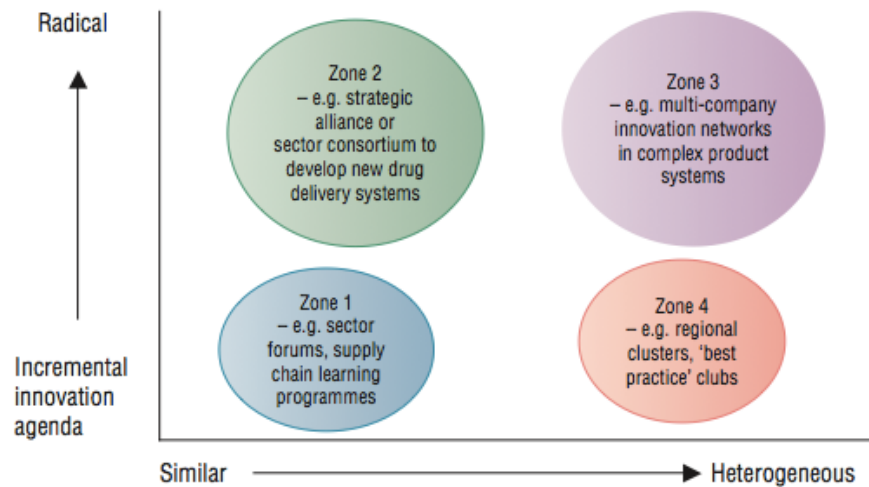 Radical
Zone 2
– e.g. strategic
alliance or
sector consortium to
develop new drug
delivery systems
Zone 3
– e.g. multi-company
innovation networks
in complex product
systems
Zone 1
– e.g. sector
forums, supply
chain learning
programmes
Zone 4
– e.g. regional
clusters, ‘best
practice’ clubs
Incremental
innovation
agenda
Similar
Heterogeneous